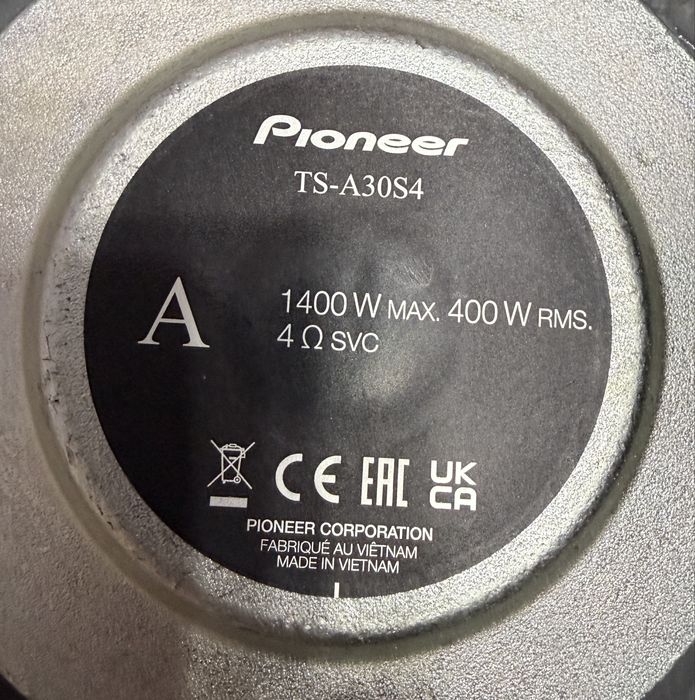 Pioneer
TS-A30S4
A
1400 W MAX. 400 W RMS.
4 Ω SVC
CE EAC UK CA
PIONEER CORPORATION
FABRIQUÉ AU VIÊTNAM
MADE IN VIETNAM